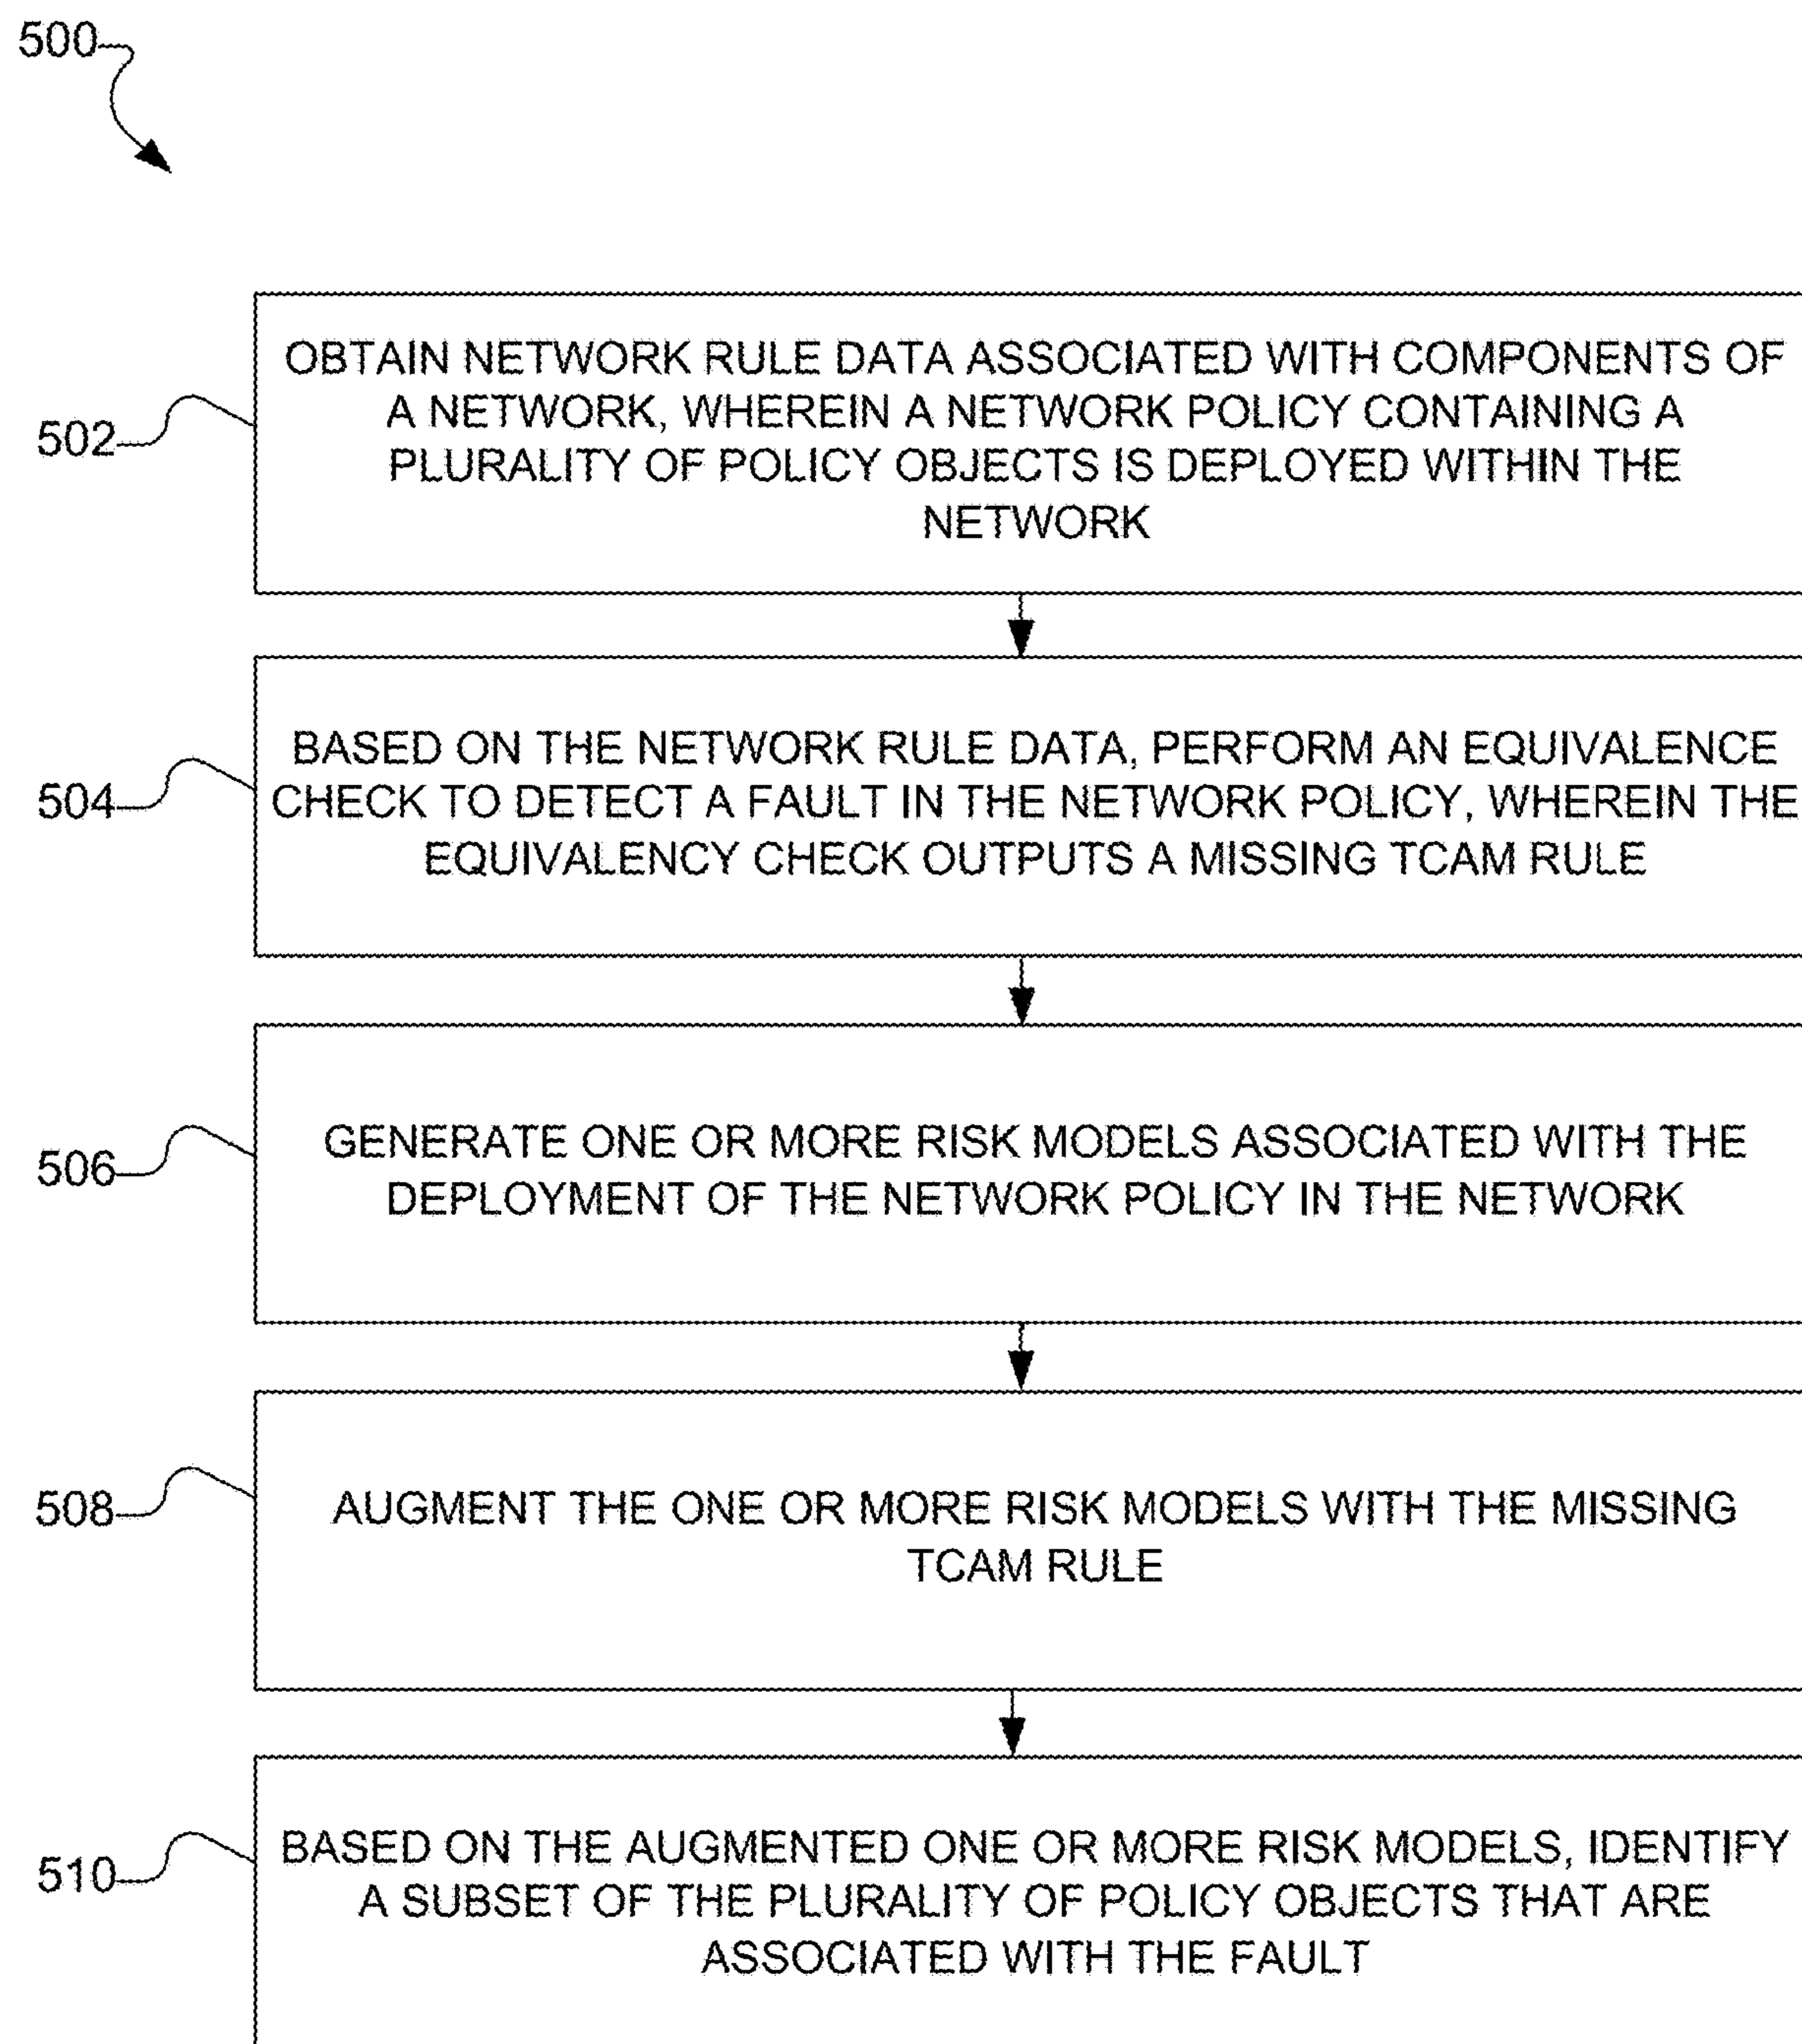 500
502
OBTAIN NETWORK RULE DATA ASSOCIATED WITH COMPONENTS OF
A NETWORK, WHEREIN A NETWORK POLICY CONTAINING A
PLURALITY OF POLICY OBJECTS IS DEPLOYED WITHIN THE
NETWORK
504
BASED ON THE NETWORK RULE DATA, PERFORM AN EQUIVALENCE
CHECK TO DETECT A FAULT IN THE NETWORK POLICY, WHEREIN THE
EQUIVALENCY CHECK OUTPUTS A MISSING TCAM RULE
506
GENERATE ONE OR MORE RISK MODELS ASSOCIATED WITH THE
DEPLOYMENT OF THE NETWORK POLICY IN THE NETWORK
508
AUGMENT THE ONE OR MORE RISK MODELS WITH THE MISSING
TCAM RULE
510
BASED ON THE AUGMENTED ONE OR MORE RISK MODELS, IDENTIFY
A SUBSET OF THE PLURALITY OF POLICY OBJECTS THAT ARE
ASSOCIATED WITH THE FAULT